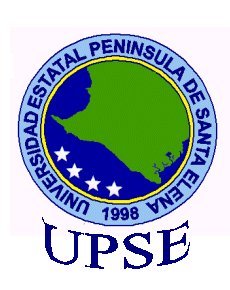 UNIVERSIDAD ESTATAL PENINSULA DE SANTA ELENA
1998
UPSE